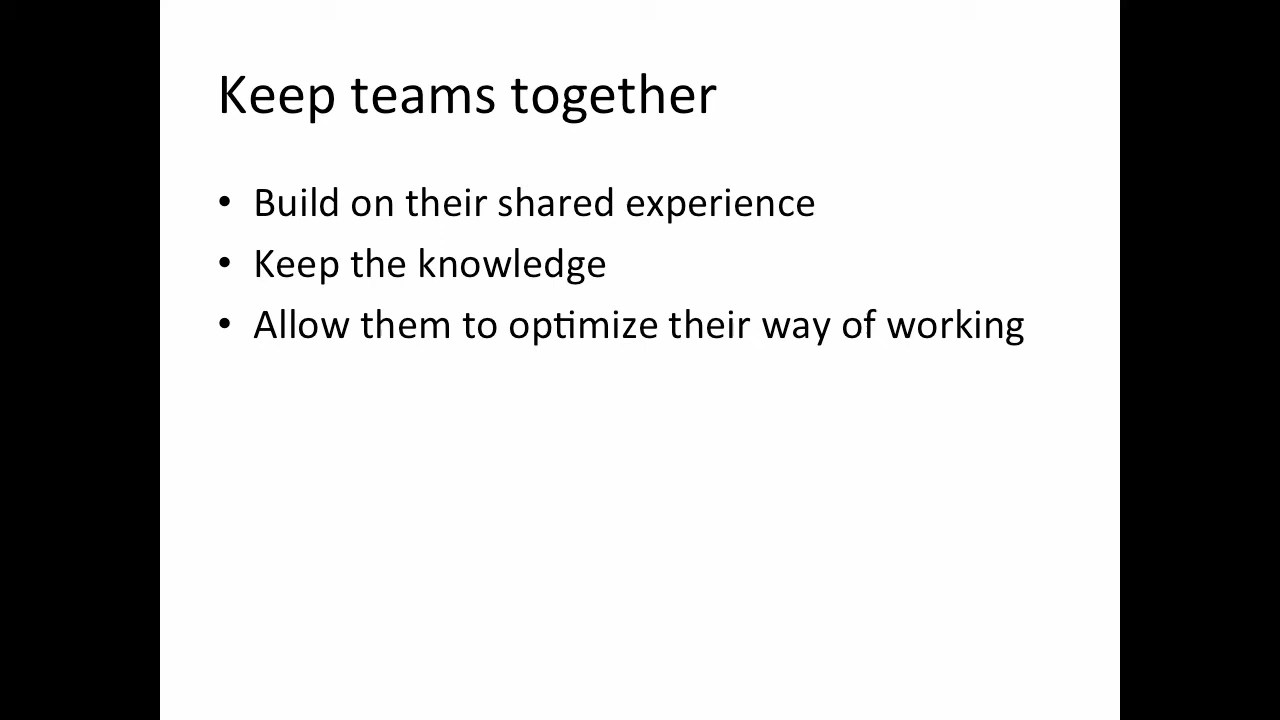 Keep teams together
• Build on their shared experience
• Keep the knowledge
• Allow them to optimize their way of working